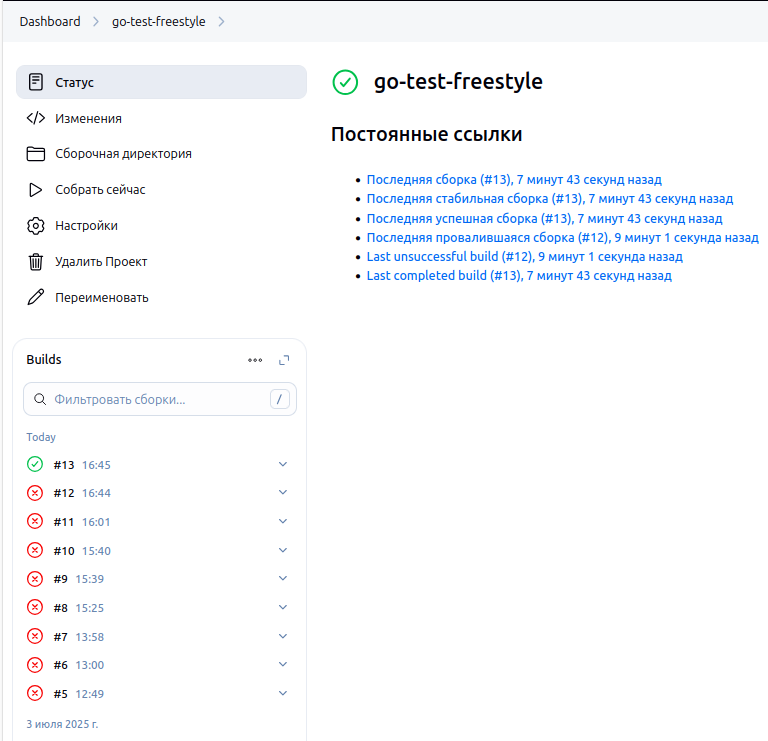 Dashboard > go-test-freestyle >
Статус
Изменения
Сборочная директория
Собрать сейчас
Настройки
Удалить Проект
Переименовать
go-test-freestyle
Постоянные ссылки
• Последняя сборка (#13), 7 минут 43 секунд назад
• Последняя стабильная сборка (#13), 7 минут 43 секунд назад
• Последняя успешная сборка (#13), 7 минут 43 секунд назад
• Последняя провалившаяся сборка (#12), 9 минут 1 секунда назад
• Last unsuccessful build (#12), 9 минут 1 секунда назад
• Last completed build (#13), 7 минут 43 секунд назад
Builds
Фильтровать сборки... /
Today
#13 16:45
#12 16:44
#11 16:01
#10 15:40
#9 15:39
#8 15:25
#7 13:58
#6 13:00
#5 12:49
3 июля 2025 г.